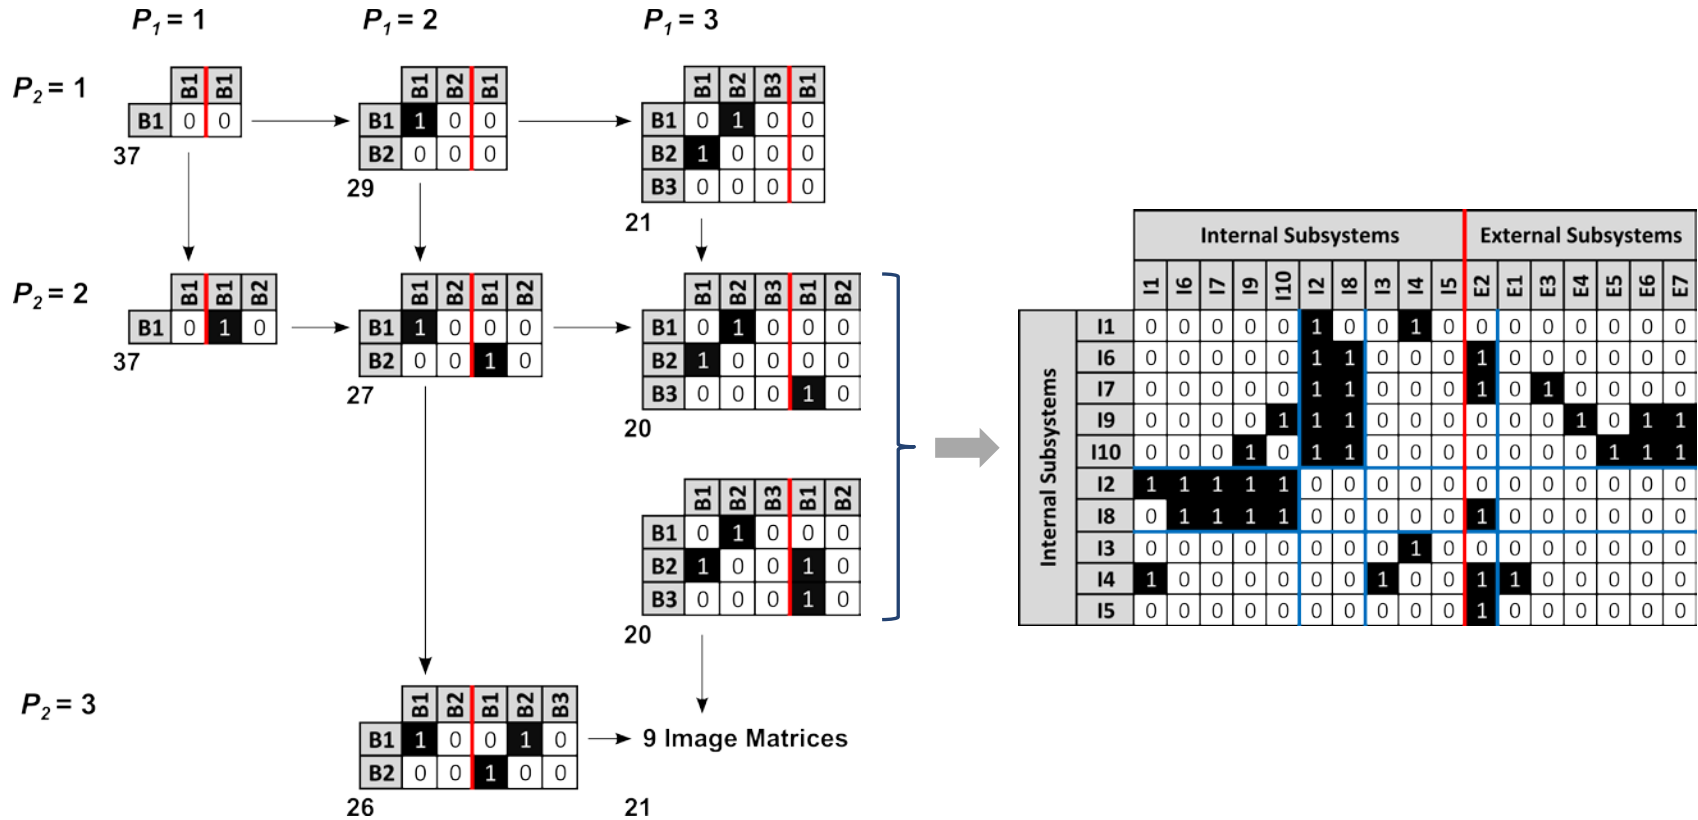 P1 = 1 P1 = 2 P1 = 3
P2 = 1
B1 B1
B1 0 0
37
B1 B2 B1
B1 1 0 0
B2 0 0 0
29
B1 B2 B3 B1
B1 0 1 0 0
B2 1 0 0 0
B3 0 0 0 0
21
P2 = 2
B1 B1 B2
B1 0 1 0
37
B1 B2 B1 B2
B1 1 0 0 0
B2 0 0 1 0
27
B1 B2 B3 B1 B2
B1 0 1 0 0 0
B2 1 0 0 0 0
B3 0 0 0 1 0
20
B1 B2 B3 B1 B2
B1 0 1 0 0 0
B2 1 0 0 1 0
B3 0 0 0 1 0
20
P2 = 3
B1 B2 B1 B2 B3
B1 1 0 0 1 0
B2 0 0 1 0 0
26
9 Image Matrices
21
Internal Subsystems External Subsystems
I1 I6 I7 I9 I10 I2 I8 I3 I4 I5 E2 E1 E3 E4 E5 E6 E7
Internal Subsystems
I1 0 0 0 0 0 1 0 0 1 0 0 0 0 0 0 0 0
I6 0 0 0 0 0 1 1 0 0 0 1 0 0 0 0 0 0
I7 0 0 0 0 0 1 1 0 0 0 1 0 1 0 0 0 0
I9 0 0 0 0 1 1 1 0 0 0 0 0 0 1 0 1 1
I10 0 0 0 1 0 1 1 0 0 0 0 0 0 0 1 1 1
I2 1 1 1 1 1 0 0 0 0 0 0 0 0 0 0 0 0
I8 0 1 1 1 1 0 0 0 0 0 1 0 0 0 0 0 0
I3 0 0 0 0 0 0 0 0 1 0 0 0 0 0 0 0 0
I4 1 0 0 0 0 0 0 1 0 0 1 1 0 0 0 0 0
I5 0 0 0 0 0 0 0 0 0 0 1 0 0 0 0 0 0